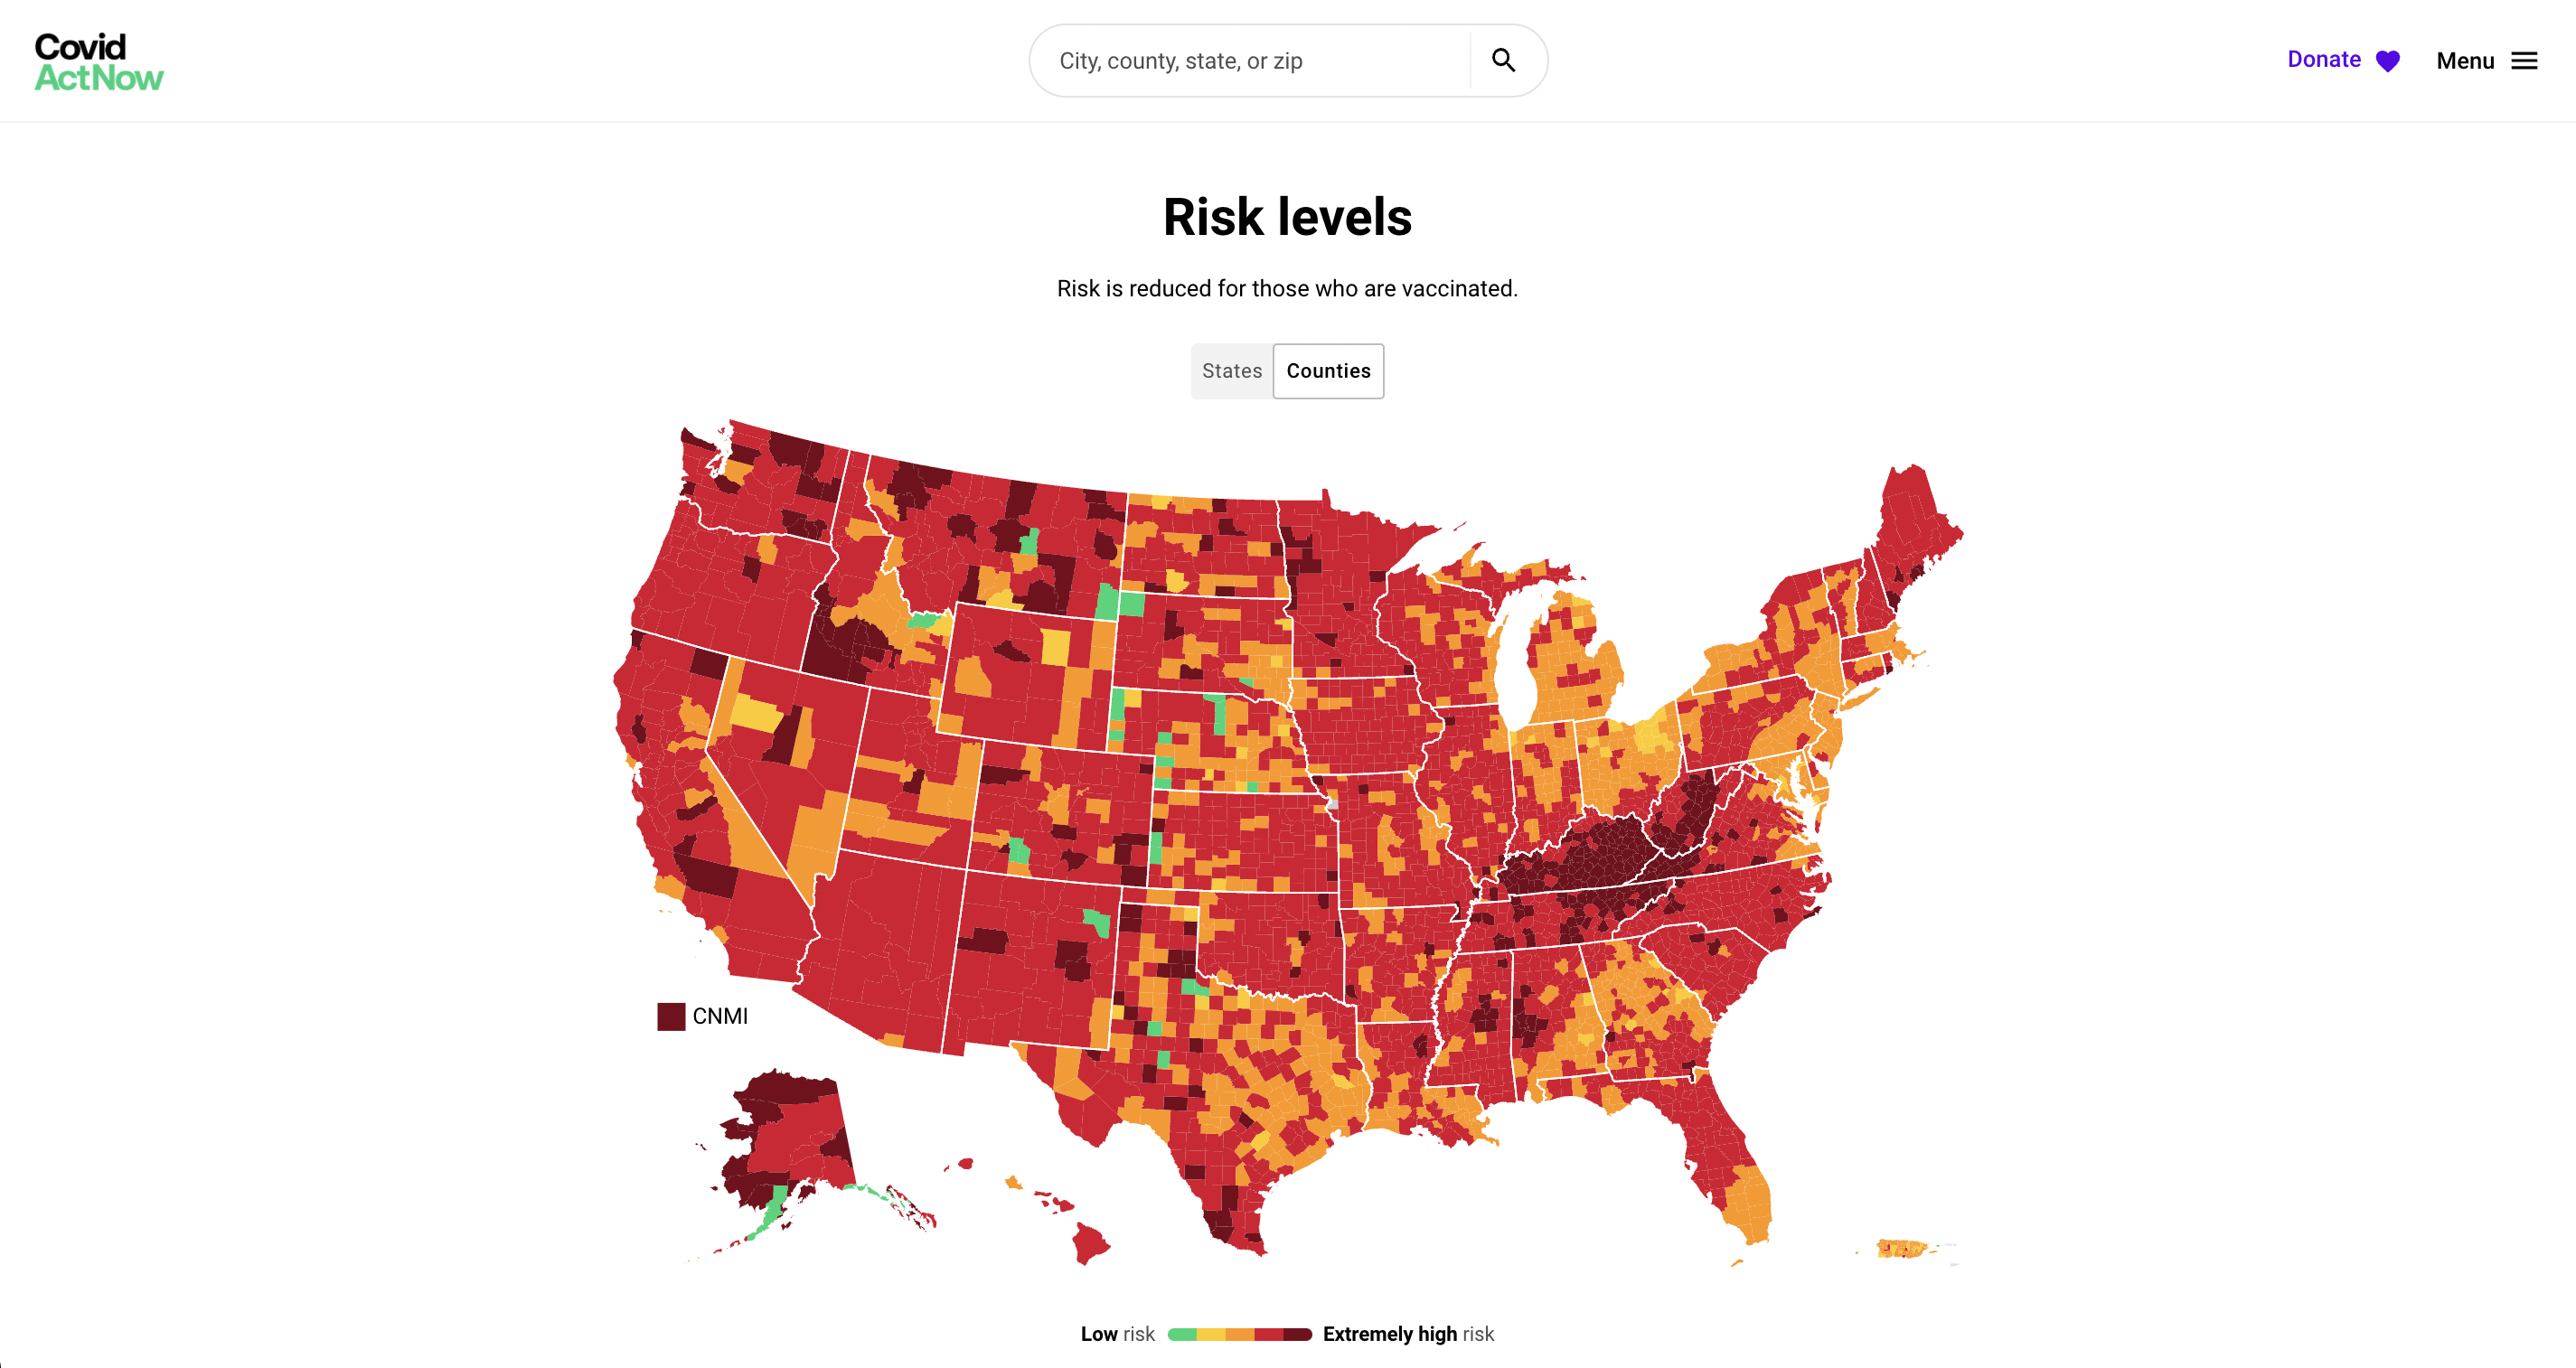 Covid
ActNow
City, county, state, or zip
Donate
Menu
Risk levels
Risk is reduced for those who are vaccinated.
States
Counties
CNMI
Low risk
Extremely high risk